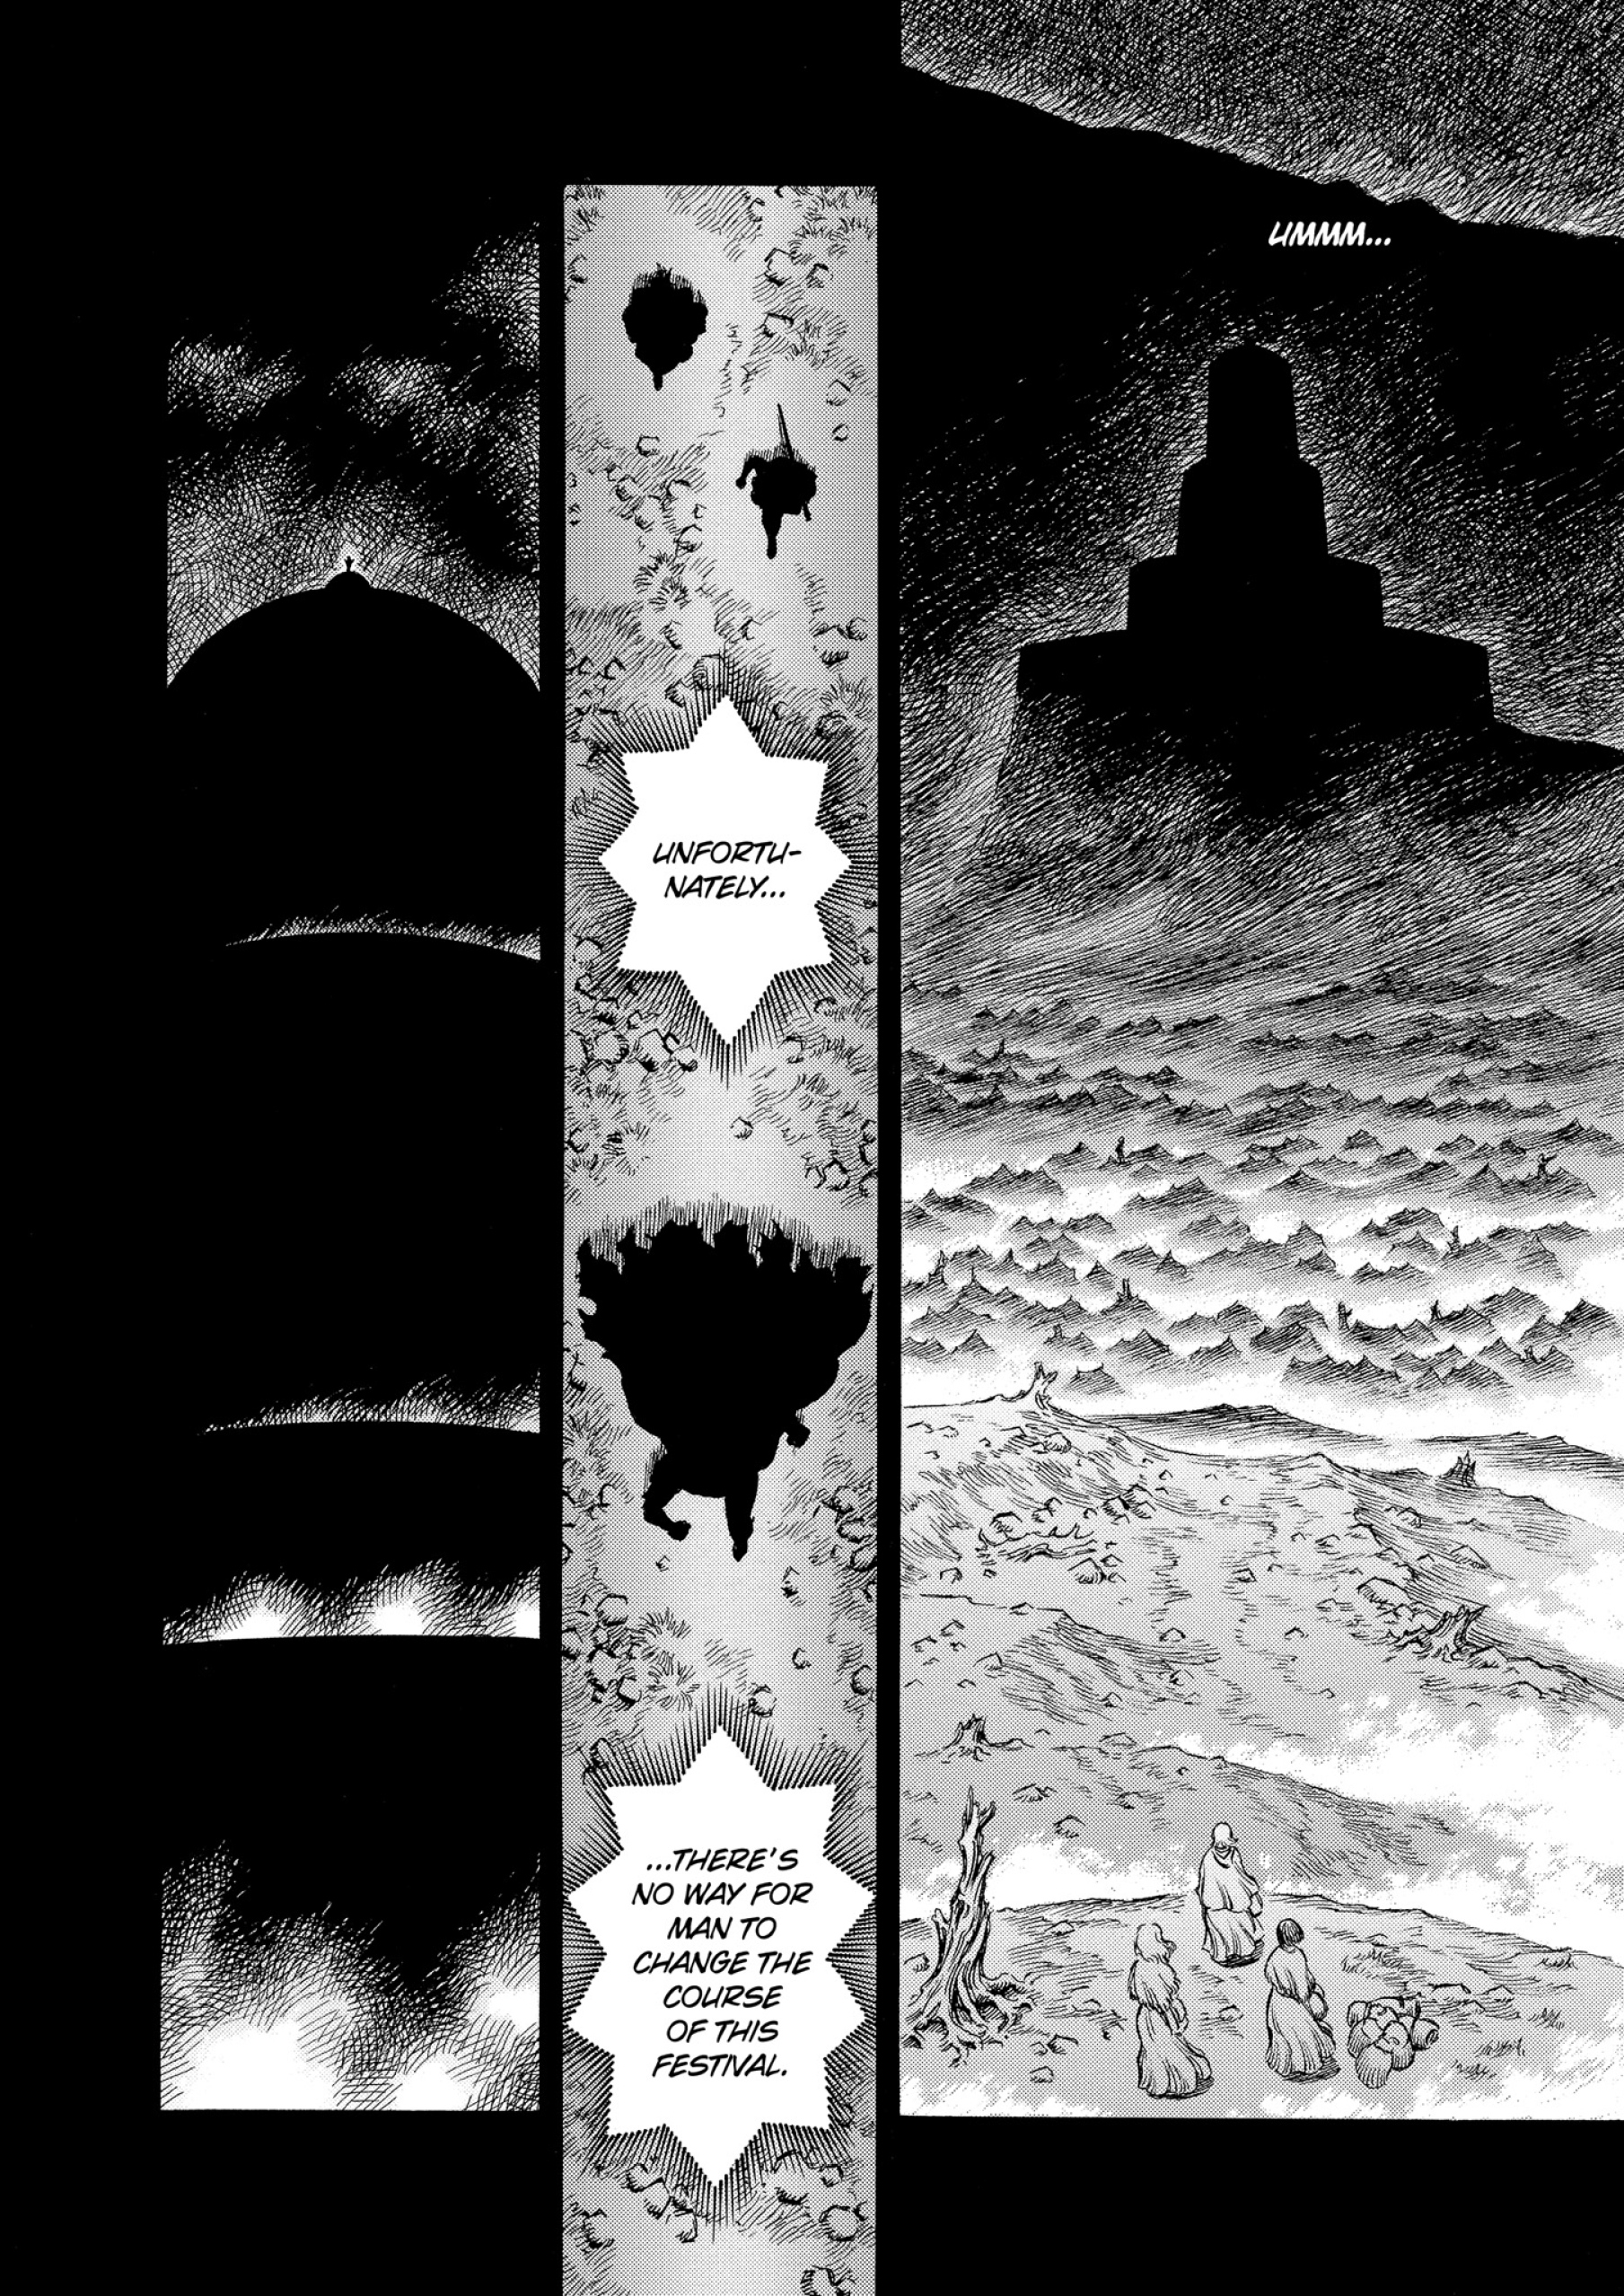 UMMM...
UNFORTU-
NATELY...
...THERE'S
NO WAY FOR
MAN TO
CHANGE THE
COURSE
OF THIS
FESTIVAL.